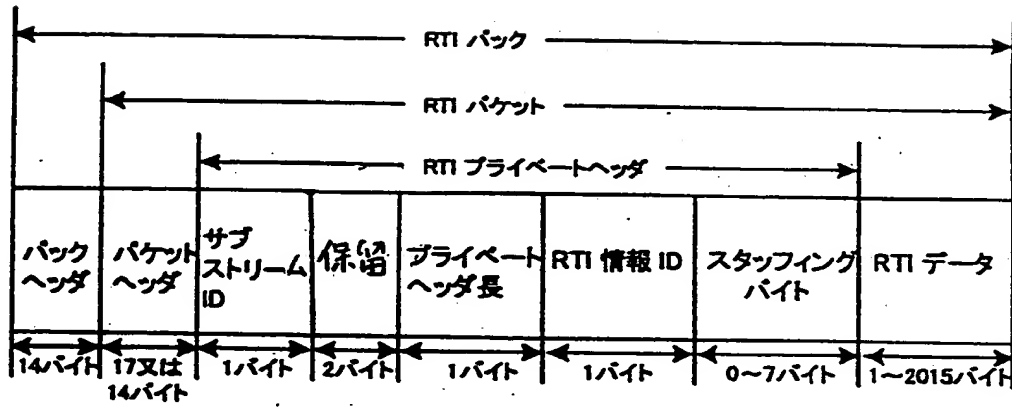 RTI パック
RTI パケット
RTI プライベートヘッダ
パック
ヘッダ
パケット
ヘッダ
サブ
ストリーム
ID
保留
プライベート
ヘッダ長
RTI 情報 ID
スタッフィング
バイト
RTI データ
14バイト
17又は
14バイト
1バイト
2バイト
1バイト
1バイト
0~7バイト
1~2015バイト